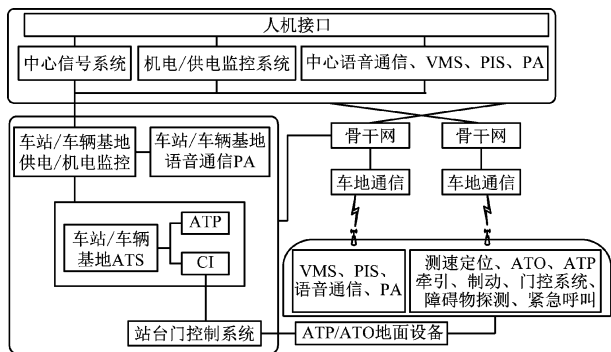 人机接口
中心信号系统
机电/供电监控系统
中心语音通信、VMS、PIS、PA
车站/车辆基地
供电/机电监控
车站/车辆基地
语音通信PA
骨干网
骨干网
车地通信
车地通信
车站/车辆
基地ATS
ATP
CI
VMS、PIS、
语音通信、PA
测速定位、ATO、ATP
牵引、制动、门控系统、
障碍物探测、紧急呼叫
站台门控制系统
ATP/ATO地面设备